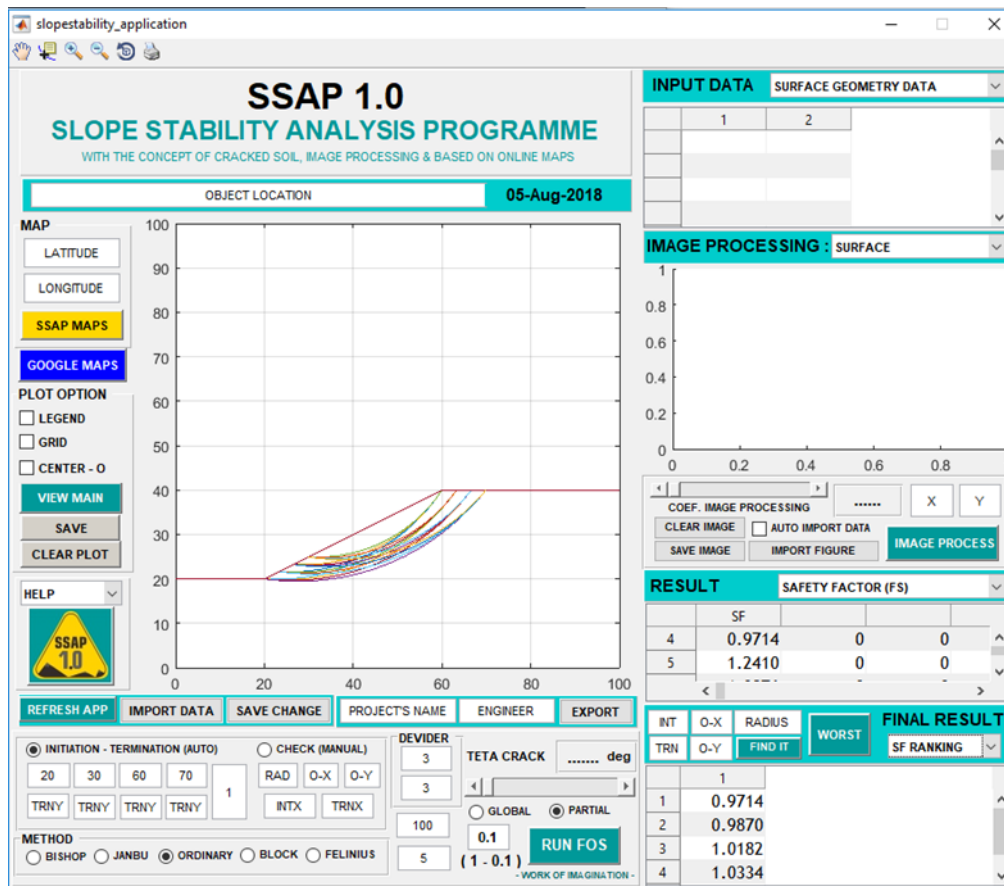 slopestability_application
SSAP 1.0
SLOPE STABILITY ANALYSIS PROGRAMME
WITH THE CONCEPT OF CRACKED SOIL, IMAGE PROCESSING & BASED ON ONLINE MAPS
OBJECT LOCATION 05-Aug-2018
MAP
LATITUDE
LONGITUDE
SSAP MAPS
GOOGLE MAPS
PLOT OPTION
LEGEND
GRID
CENTER - O
VIEW MAIN
SAVE
CLEAR PLOT
HELP
SSAP
1.0
100
90
80
70
60
50
40
30
20
10
0
0 20 40 60 80 100
REFRESH APP IMPORT DATA SAVE CHANGE PROJECT'S NAME ENGINEER EXPORT
INITIATION - TERMINATION (AUTO) CHECK (MANUAL)
20 30 60 70 1 RAD O-X O-Y
TRNY TRNY TRNY TRNY INTX TRNX
METHOD
BISHOP JANBU ORDINARY BLOCK FELINIUS
DEVIDER
3
3
100
5
TETA CRACK ....... deg
GLOBAL PARTIAL
0.1
( 1 - 0.1 )
RUN FOS
- WORK OF IMAGINATION -
INPUT DATA SURFACE GEOMETRY DATA
1 2
IMAGE PROCESSING : SURFACE
1
0.8
0.6
0.4
0.2
0
0 0.2 0.4 0.6 0.8
COEF. IMAGE PROCESSING ...... X Y
CLEAR IMAGE AUTO IMPORT DATA
SAVE IMAGE IMPORT FIGURE IMAGE PROCESS
RESULT SAFETY FACTOR (FS)
SF
4 0.9714 0 0
5 1.2410 0 0
INT O-X RADIUS WORST FINAL RESULT
TRN O-Y FIND IT SF RANKING
1
1 0.9714
2 0.9870
3 1.0182
4 1.0334